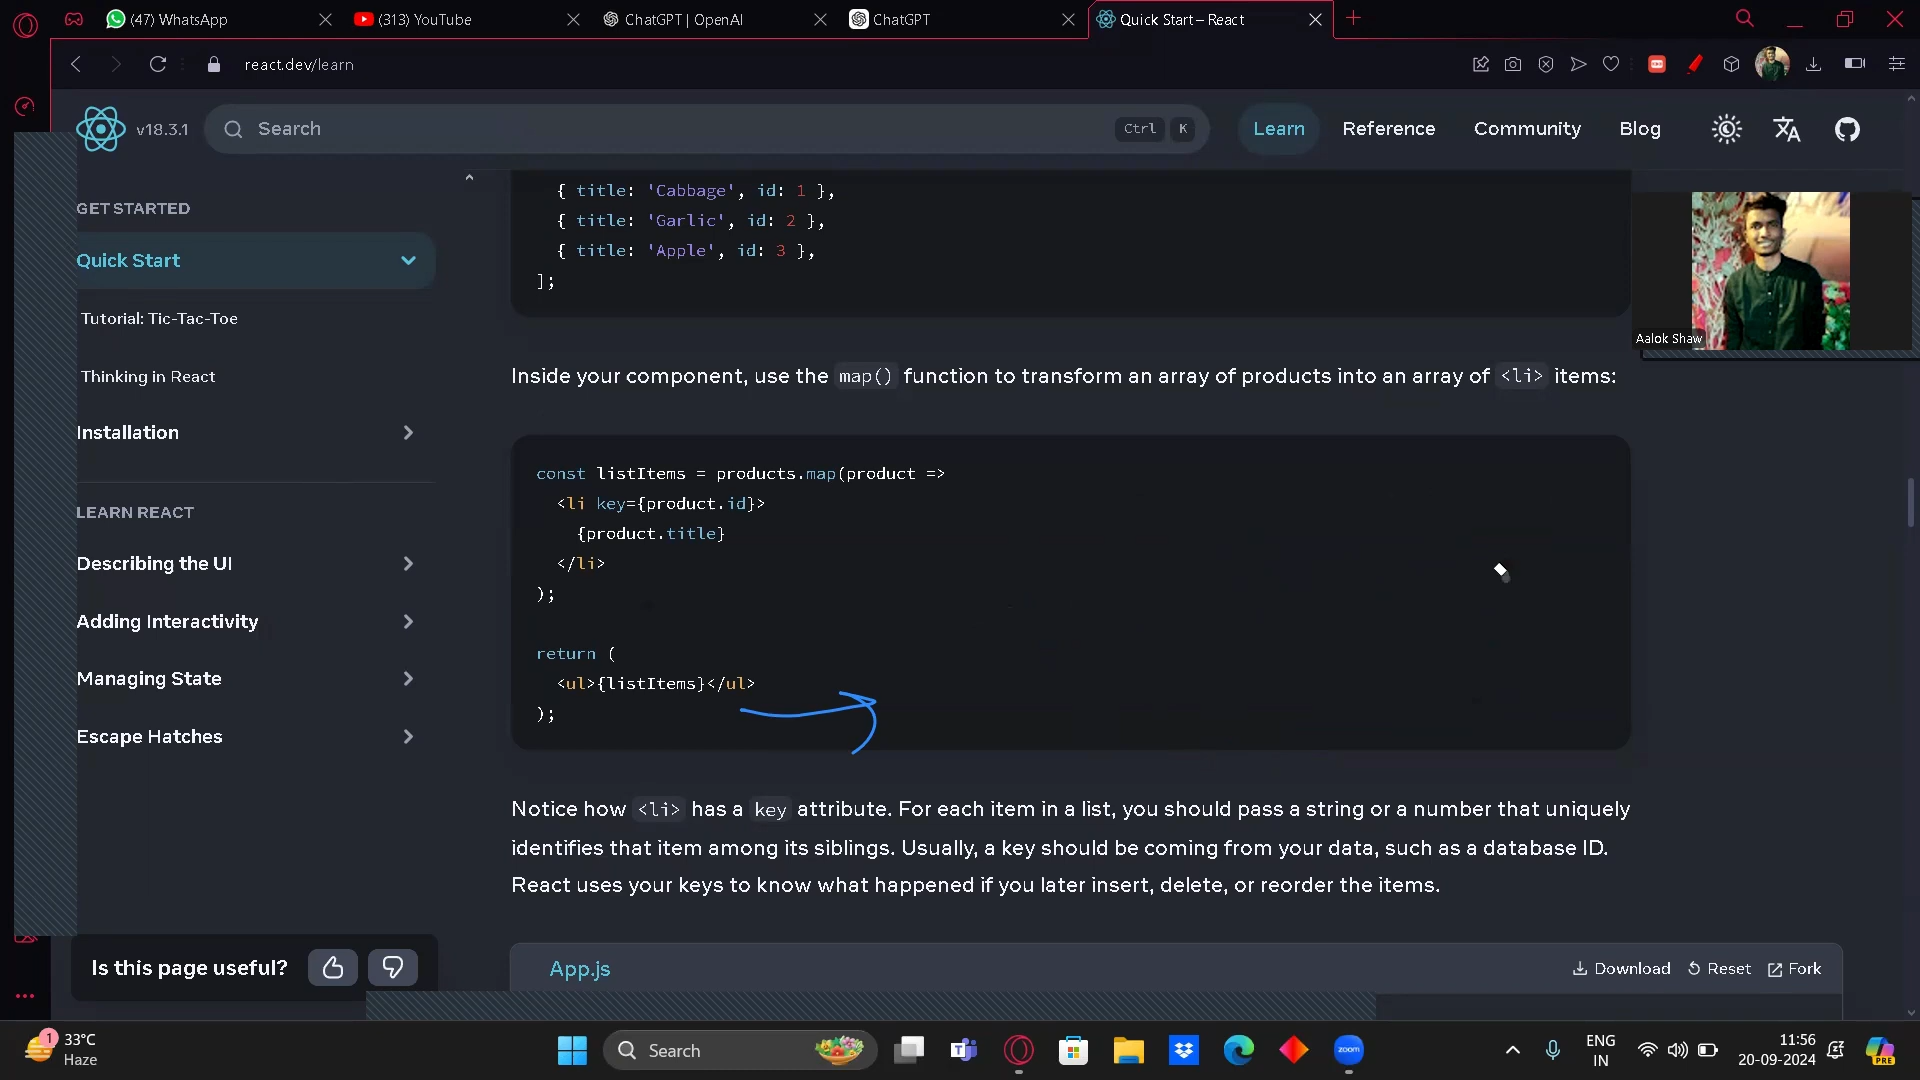 (47) WhatsApp
(313) YouTube
ChatGPT | OpenAI
ChatGPT
Quick Start – React
react.dev/learn
v18.3.1
Search
Ctrl K
Learn
Reference
Community
Blog
GET STARTED
Quick Start
Tutorial: Tic-Tac-Toe
Thinking in React
Installation
LEARN REACT
Describing the UI
Adding Interactivity
Managing State
Escape Hatches
Is this page useful?
{ title: 'Cabbage', id: 1 },
{ title: 'Garlic', id: 2 },
{ title: 'Apple', id: 3 },
];
Aalok Shaw
Inside your component, use the map() function to transform an array of products into an array of <li> items:
const listItems = products.map(product =>
<li key={product.id}>
{product.title}
</li>
);
return (
<ul>{listItems}</ul>
);
Notice how <li> has a key attribute. For each item in a list, you should pass a string or a number that uniquely
identifies that item among its siblings. Usually, a key should be coming from your data, such as a database ID.
React uses your keys to know what happened if you later insert, delete, or reorder the items.
App.js
Download
Reset
Fork
1
33°C
Haze
Search
zoom
ENG
IN
11:56
20-09-2024
PRE